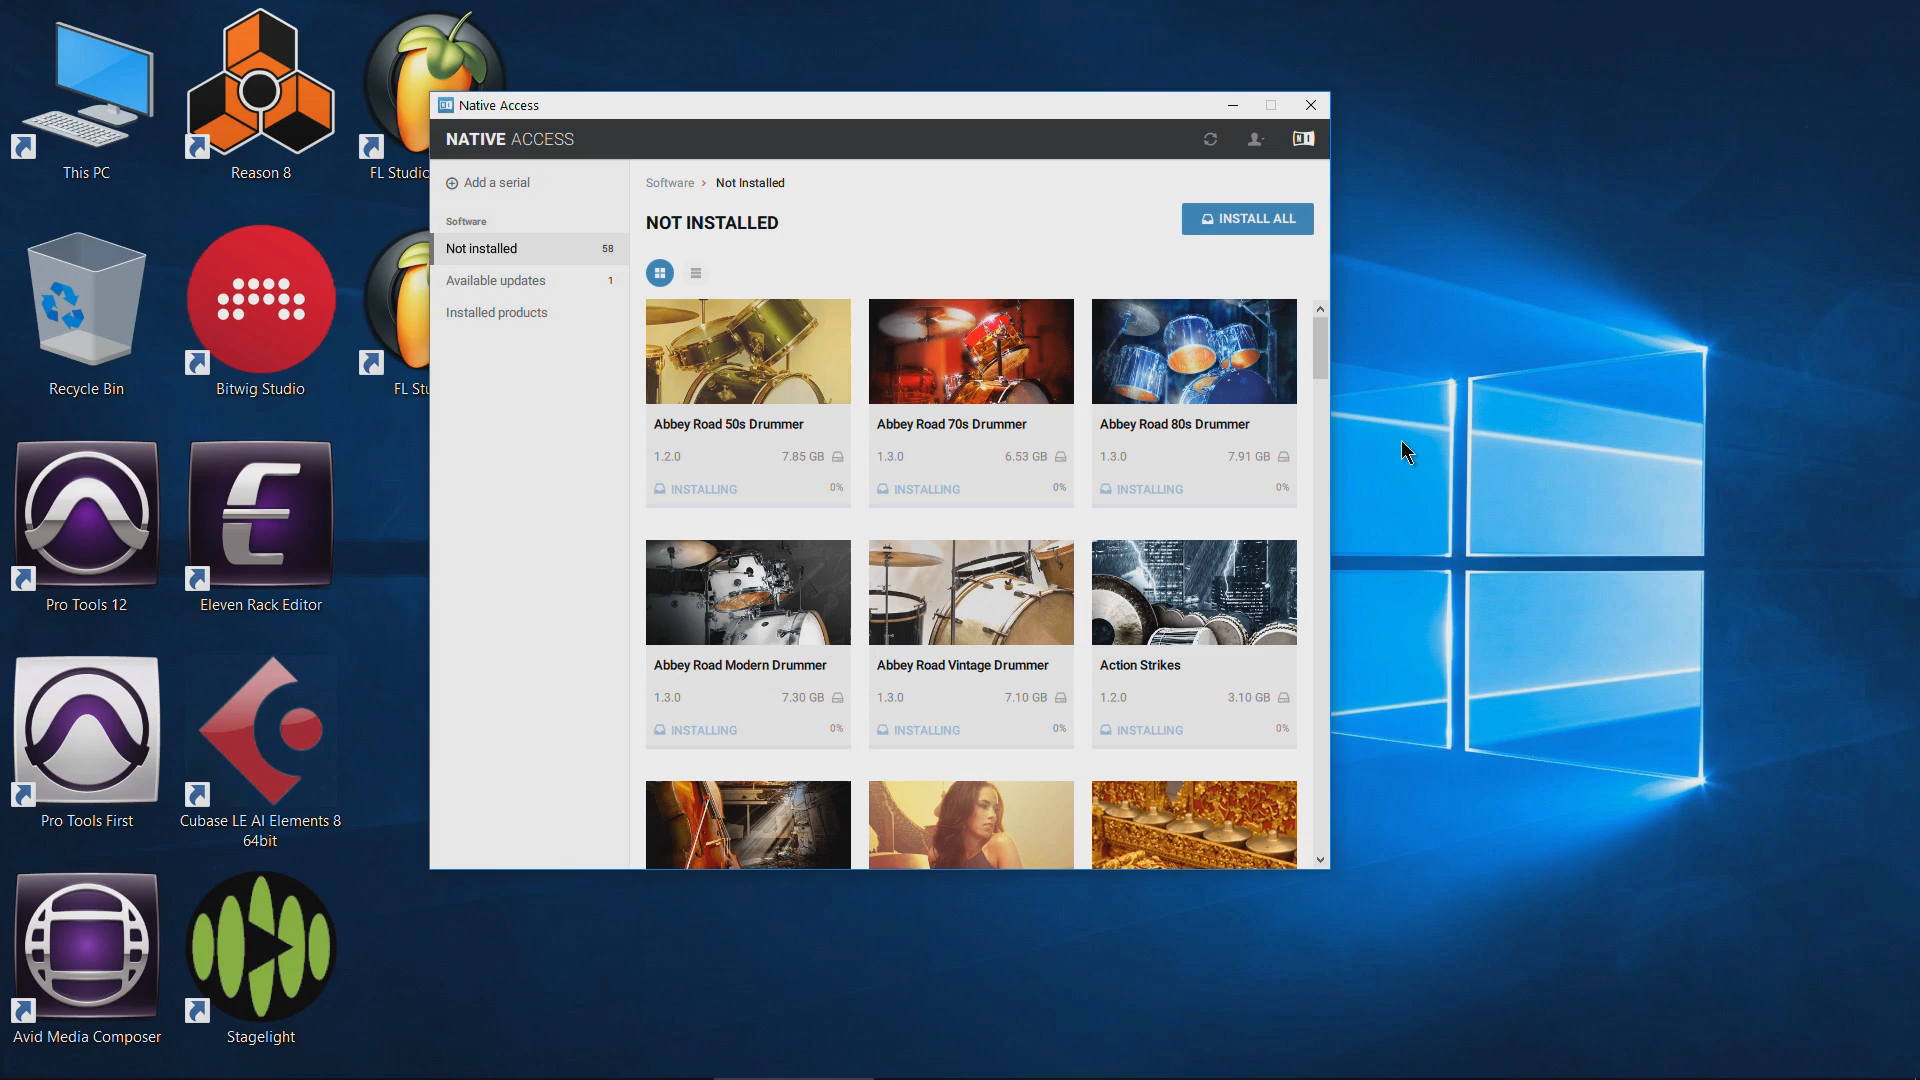 This PC
Reason 8
FL Studio
Recycle Bin
Bitwig Studio
FL Stu
Pro Tools 12
Eleven Rack Editor
Pro Tools First
Cubase LE AI Elements 8
64bit
Avid Media Composer
Stagelight
Native Access
NATIVE ACCESS
Add a serial
Software
Not installed 58
Available updates 1
Installed products
Software > Not Installed
NOT INSTALLED
INSTALL ALL
Abbey Road 50s Drummer
1.2.0 7.85 GB
INSTALLING 0%
Abbey Road 70s Drummer
1.3.0 6.53 GB
INSTALLING 0%
Abbey Road 80s Drummer
1.3.0 7.91 GB
INSTALLING 0%
Abbey Road Modern Drummer
1.3.0 7.30 GB
INSTALLING 0%
Abbey Road Vintage Drummer
1.3.0 7.10 GB
INSTALLING 0%
Action Strikes
1.2.0 3.10 GB
INSTALLING 0%